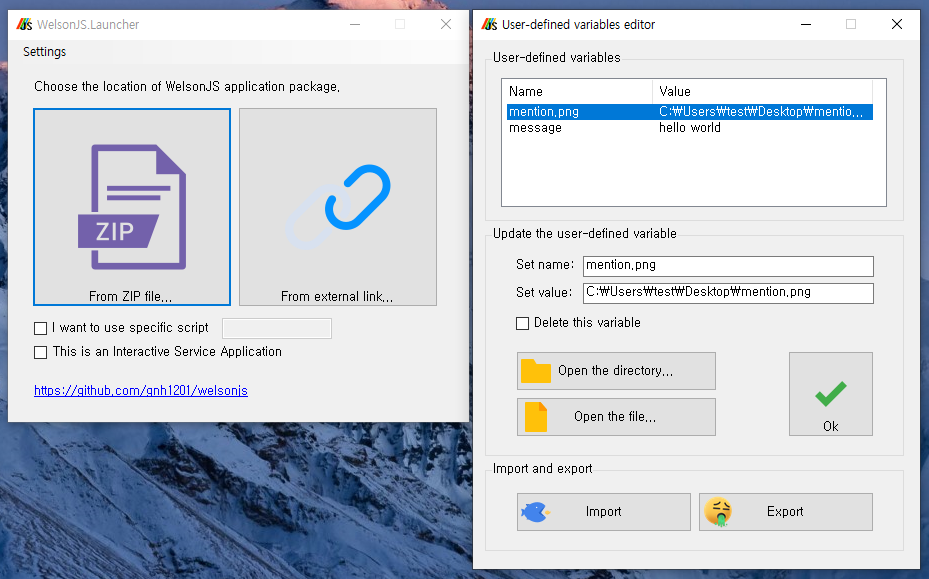 WelsonJS.Launcher
Settings
Choose the location of WelsonJS application package.
ZIP
From ZIP file...
From external link...
I want to use specific script
This is an Interactive Service Application
https://github.com/gnh1201/welsonjs
User-defined variables editor
User-defined variables
Name Value
mention.png C:₩Users₩test₩Desktop₩mentio...
message hello world
Update the user-defined variable
Set name: mention.png
Set value: C:₩Users₩test₩Desktop₩mention.png
Delete this variable
Open the directory...
Open the file...
Ok
Import and export
Import
Export